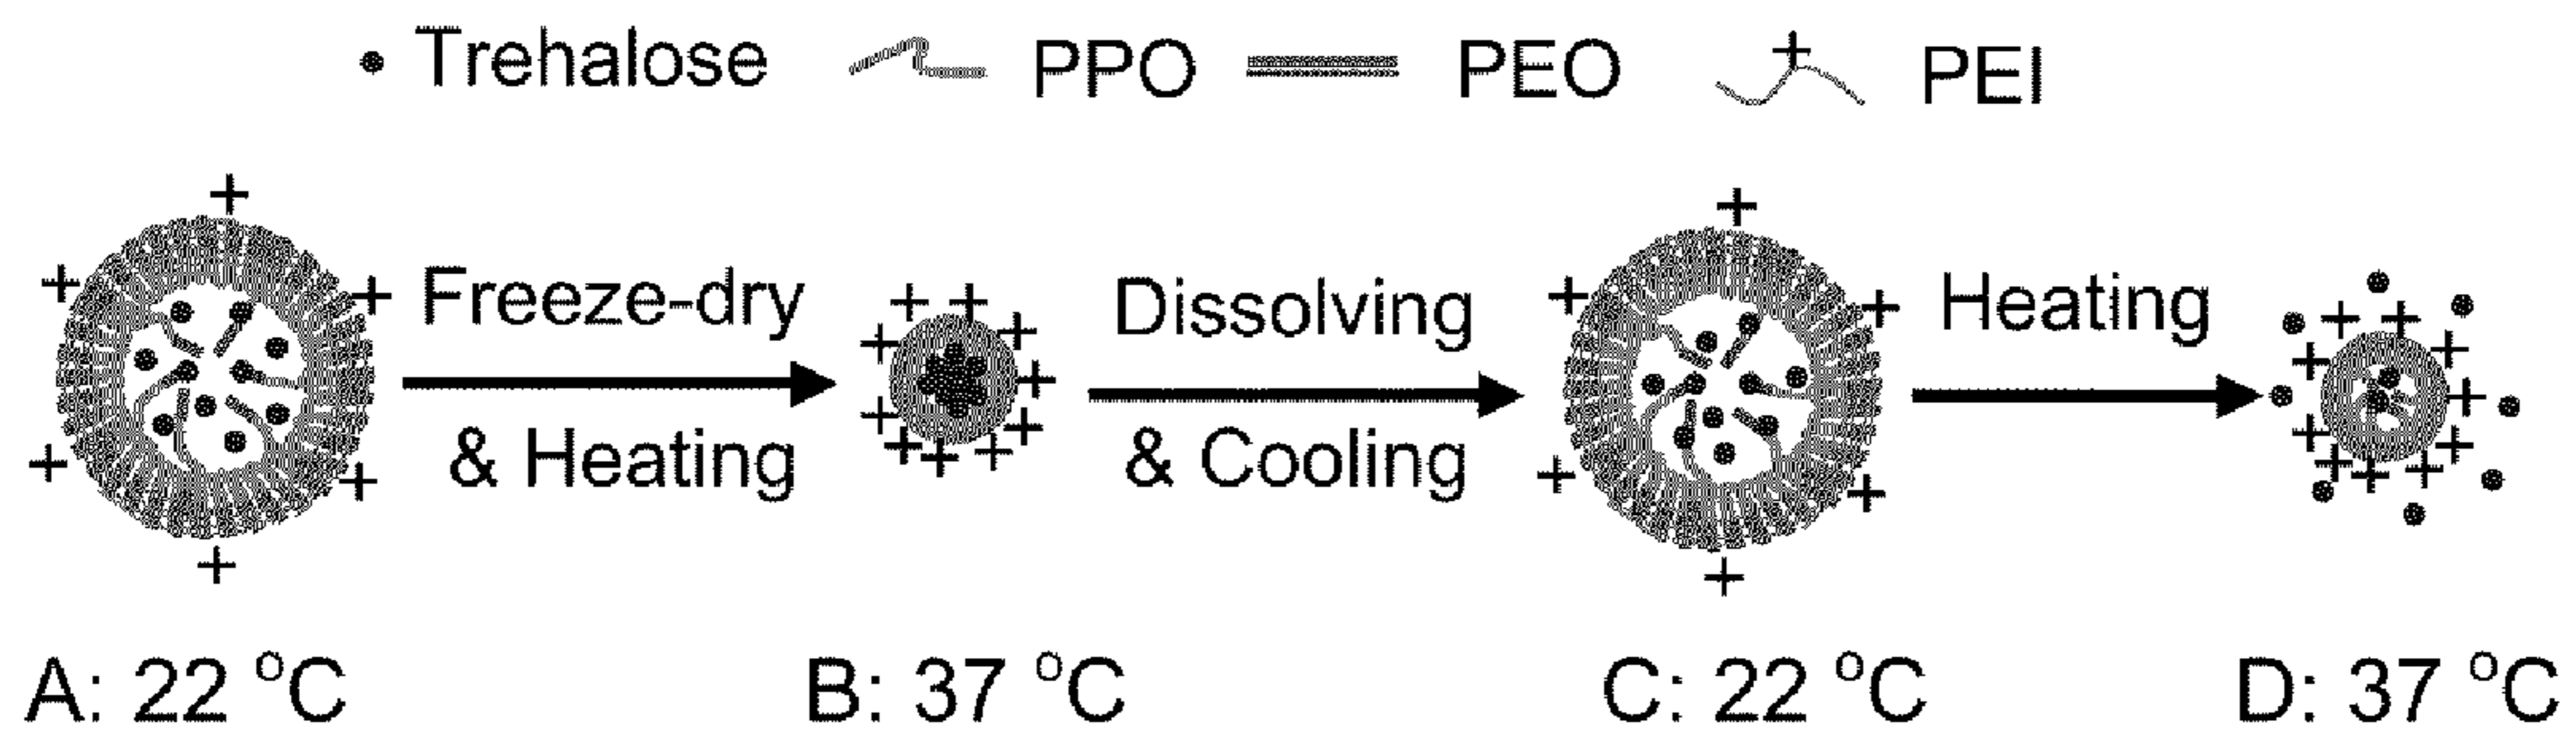 Trehalose PPO PEO + PEI
Freeze-dry
& Heating
Dissolving
& Cooling
Heating
A: 22 °C B: 37 °C C: 22 °C D: 37 °C